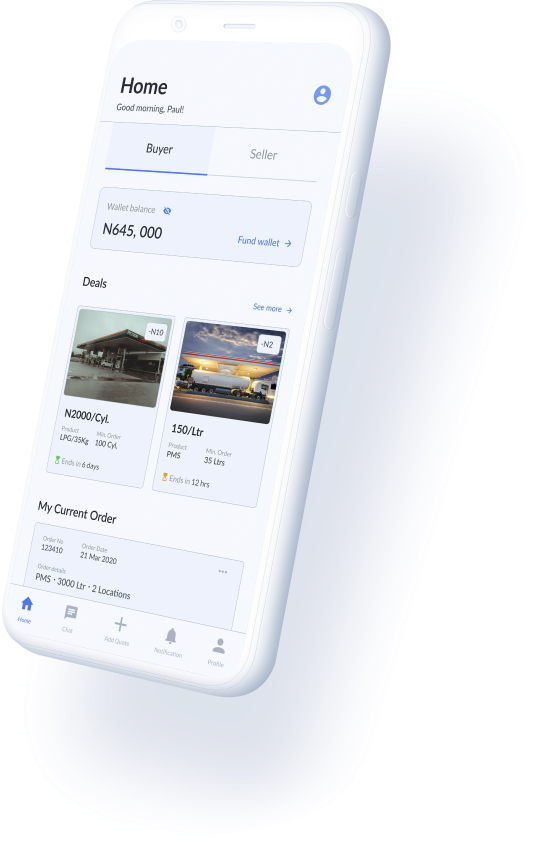 Home
Good morning, Paul!
Buyer
Seller
Wallet balance
N645, 000
Fund wallet
Deals
See more
-N10
-N2
N2000/Cyl.
Product
Min. Order
LPG/35Kg
100 Cyl.
Ends in 6 days
150/Ltr
Product
Min. Order
PMS
35 Ltrs
Ends in 12 hrs
My Current Order
Order No
Order Date
123410
21 Mar 2020
Order details
PMS · 3000 Ltr · 2 Locations
Home
Chat
Add Quote
Notification
Profile